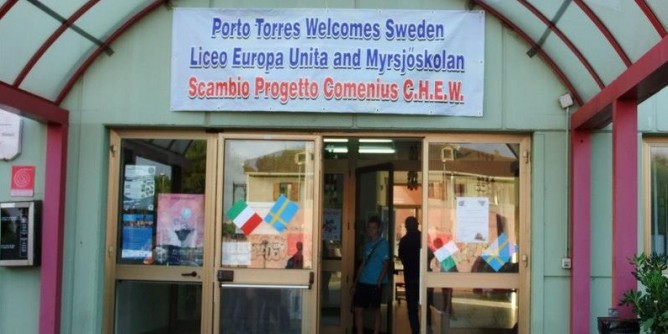 Porto Torres Welcomes Sweden
Liceo Europa Unita and Myrsjöskolan
Scambio Progetto Comenius C.H.E.W.